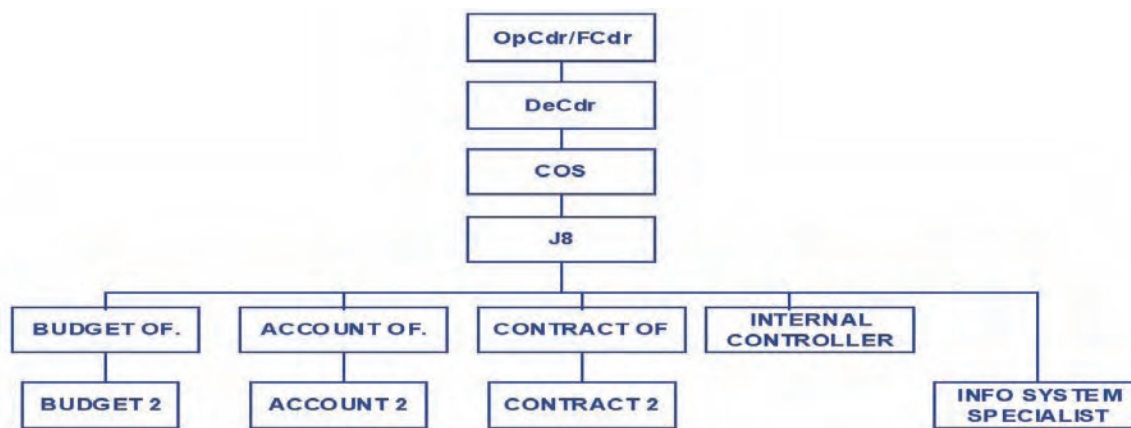 OpCdr/FCdr
DeCdr
COS
J8
BUDGET OF.
ACCOUNT OF.
CONTRACT OF
INTERNAL
CONTROLLER
BUDGET 2
ACCOUNT 2
CONTRACT 2
INFO SYSTEM
SPECIALIST